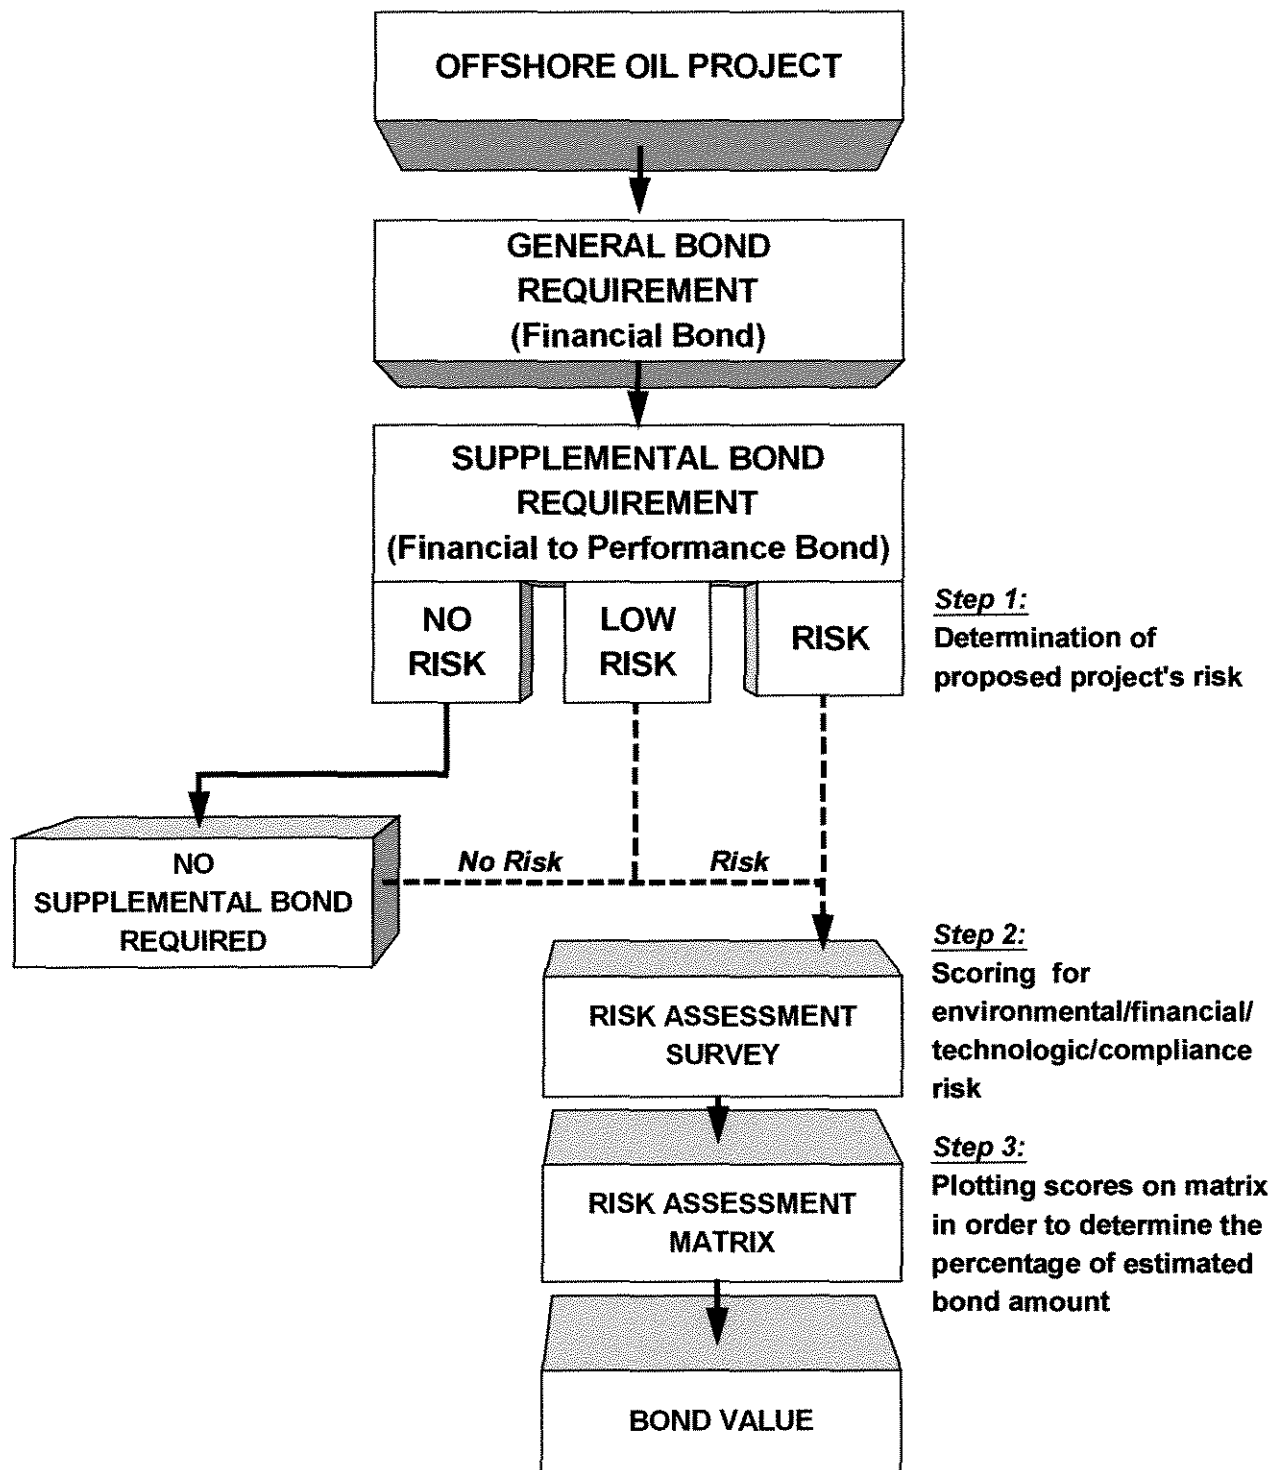 OFFSHORE OIL PROJECT
GENERAL BOND
REQUIREMENT
(Financial Bond)
SUPPLEMENTAL BOND
REQUIREMENT
(Financial to Performance Bond)
NO
RISK
LOW
RISK
RISK
Step 1:
Determination of
proposed project's risk
No Risk
Risk
NO
SUPPLEMENTAL BOND
REQUIRED
RISK ASSESSMENT
SURVEY
Step 2:
Scoring for
environmental/financial/
technologic/compliance
risk
RISK ASSESSMENT
MATRIX
Step 3:
Plotting scores on matrix
in order to determine the
percentage of estimated
bond amount
BOND VALUE